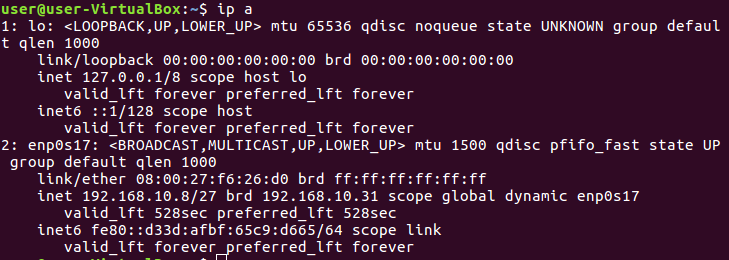 user@user-VirtualBox:~$ ip a
1: lo: <LOOPBACK,UP,LOWER_UP> mtu 65536 qdisc noqueue state UNKNOWN group defaul
t qlen 1000
    link/loopback 00:00:00:00:00:00 brd 00:00:00:00:00:00
    inet 127.0.0.1/8 scope host lo
       valid_lft forever preferred_lft forever
    inet6 ::1/128 scope host
       valid_lft forever preferred_lft forever
2: enp0s17: <BROADCAST,MULTICAST,UP,LOWER_UP> mtu 1500 qdisc pfifo_fast state UP
 group default qlen 1000
    link/ether 08:00:27:f6:26:d0 brd ff:ff:ff:ff:ff:ff
    inet 192.168.10.8/27 brd 192.168.10.31 scope global dynamic enp0s17
       valid_lft 528sec preferred_lft 528sec
    inet6 fe80::d33d:afbf:65c9:d665/64 scope link
       valid_lft forever preferred_lft forever